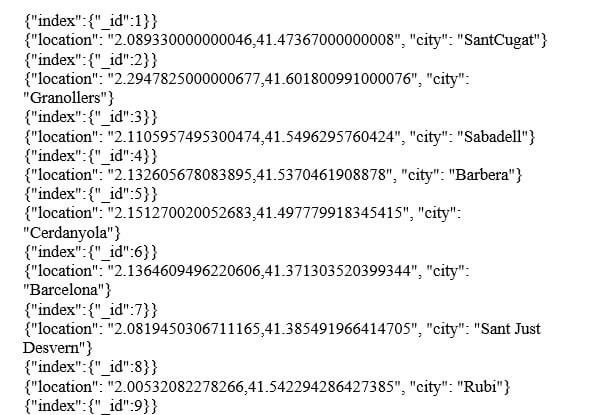 {"index":{"_id":1}}
{"location": "2.089330000000046,41.47367000000008", "city": "SantCugat"}
{"index":{"_id":2}}
{"location": "2.2947825000000677,41.601800991000076", "city":
"Granollers"}
{"index":{"_id":3}}
{"location": "2.1105957495300474,41.5496295760424", "city": "Sabadell"}
{"index":{"_id":4}}
{"location": "2.132605678083895,41.5370461908878", "city": "Barbera"}
{"index":{"_id":5}}
{"location": "2.151270020052683,41.497779918345415", "city":
"Cerdanyola"}
{"index":{"_id":6}}
{"location": "2.1364609496220606,41.371303520399344", "city":
"Barcelona"}
{"index":{"_id":7}}
{"location": "2.0819450306711165,41.385491966414705", "city": "Sant Just
Desvern"}
{"index":{"_id":8}}
{"location": "2.00532082278266,41.542294286427385", "city": "Rubi"}
{"index":{"_id":9}}